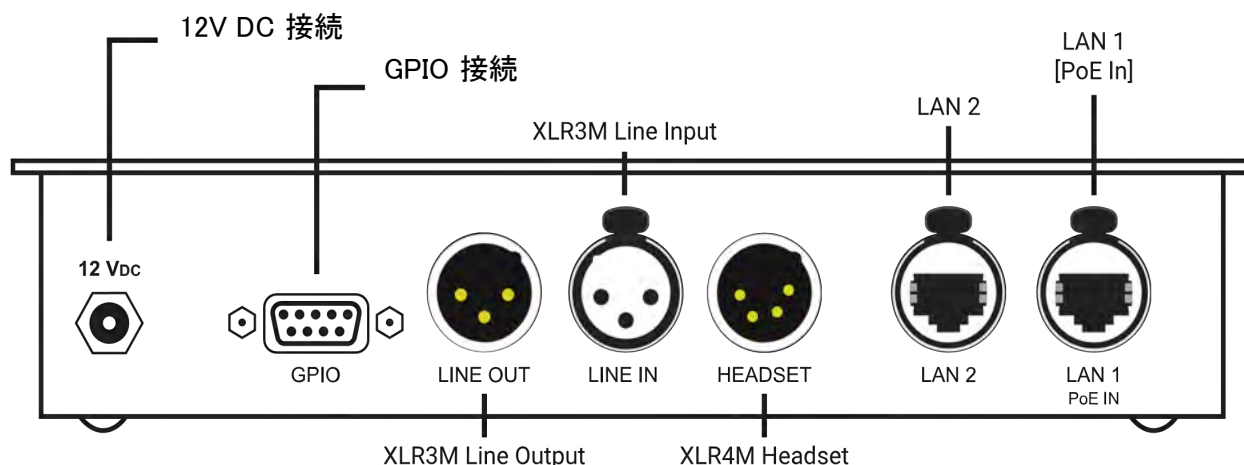 12V DC 接続
GPIO 接続
LAN 1
[PoE In]
LAN 2
XLR3M Line Input
12 VDC
GPIO
LINE OUT
LINE IN
HEADSET
LAN 2
LAN 1
PoE IN
XLR3M Line Output
XLR4M Headset